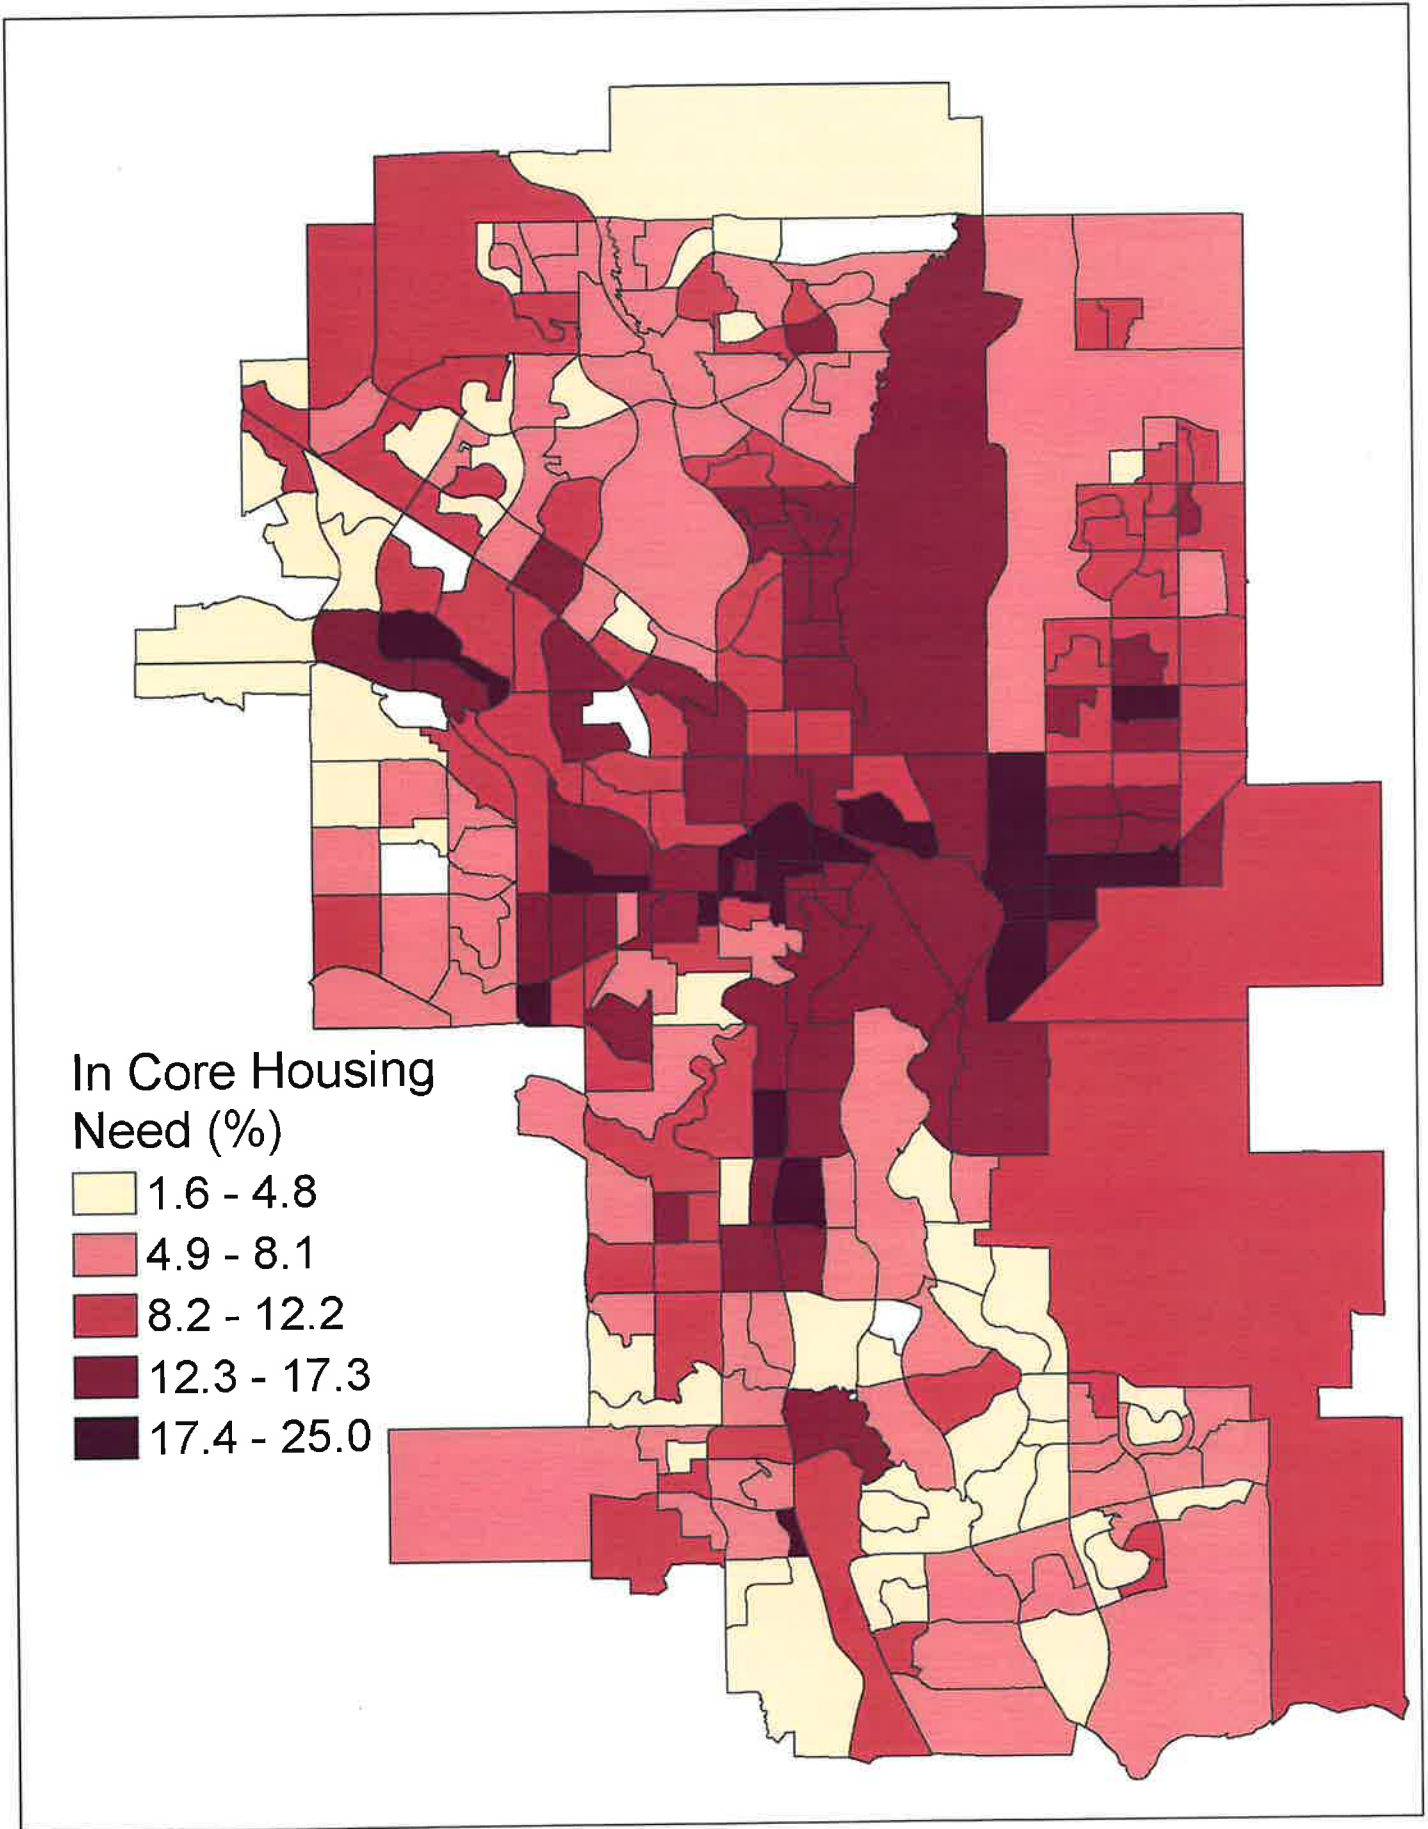 In Core Housing
Need (%)
1.6 - 4.8
4.9 - 8.1
8.2 - 12.2
12.3 - 17.3
17.4 - 25.0